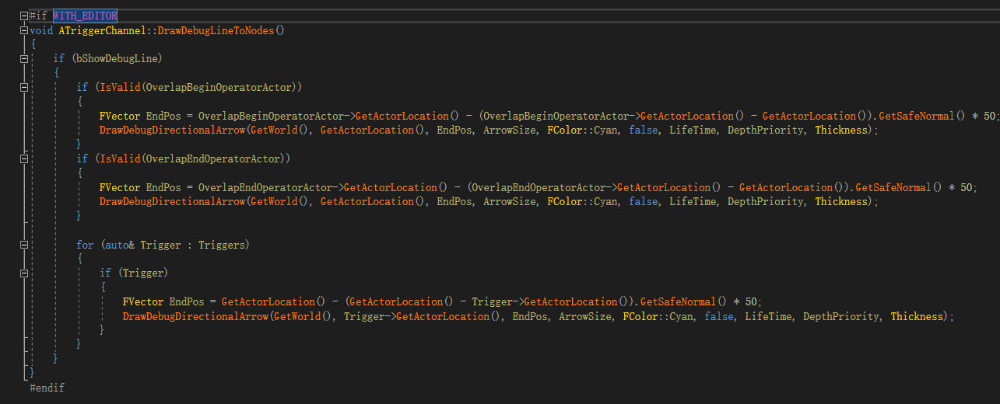 #if WITH_EDITOR
void ATriggerChannel::DrawDebugLineToNodes()
{
if (bShowDebugLine)
{
if (IsValid(OverlapBeginOperatorActor))
{
FVector EndPos = OverlapBeginOperatorActor->GetActorLocation() - (OverlapBeginOperatorActor->GetActorLocation() - GetActorLocation()).GetSafeNormal() * 50;
DrawDebugDirectionalArrow(GetWorld(), GetActorLocation(), EndPos, ArrowSize, FColor::Cyan, false, LifeTime, DepthPriority, Thickness);
}
if (IsValid(OverlapEndOperatorActor))
{
FVector EndPos = OverlapEndOperatorActor->GetActorLocation() - (OverlapEndOperatorActor->GetActorLocation() - GetActorLocation()).GetSafeNormal() * 50;
DrawDebugDirectionalArrow(GetWorld(), GetActorLocation(), EndPos, ArrowSize, FColor::Cyan, false, LifeTime, DepthPriority, Thickness);
}
for (auto& Trigger : Triggers)
{
if (Trigger)
{
FVector EndPos = GetActorLocation() - (GetActorLocation() - Trigger->GetActorLocation()).GetSafeNormal() * 50;
DrawDebugDirectionalArrow(GetWorld(), Trigger->GetActorLocation(), EndPos, ArrowSize, FColor::Cyan, false, LifeTime, DepthPriority, Thickness);
}
}
}
}
#endif